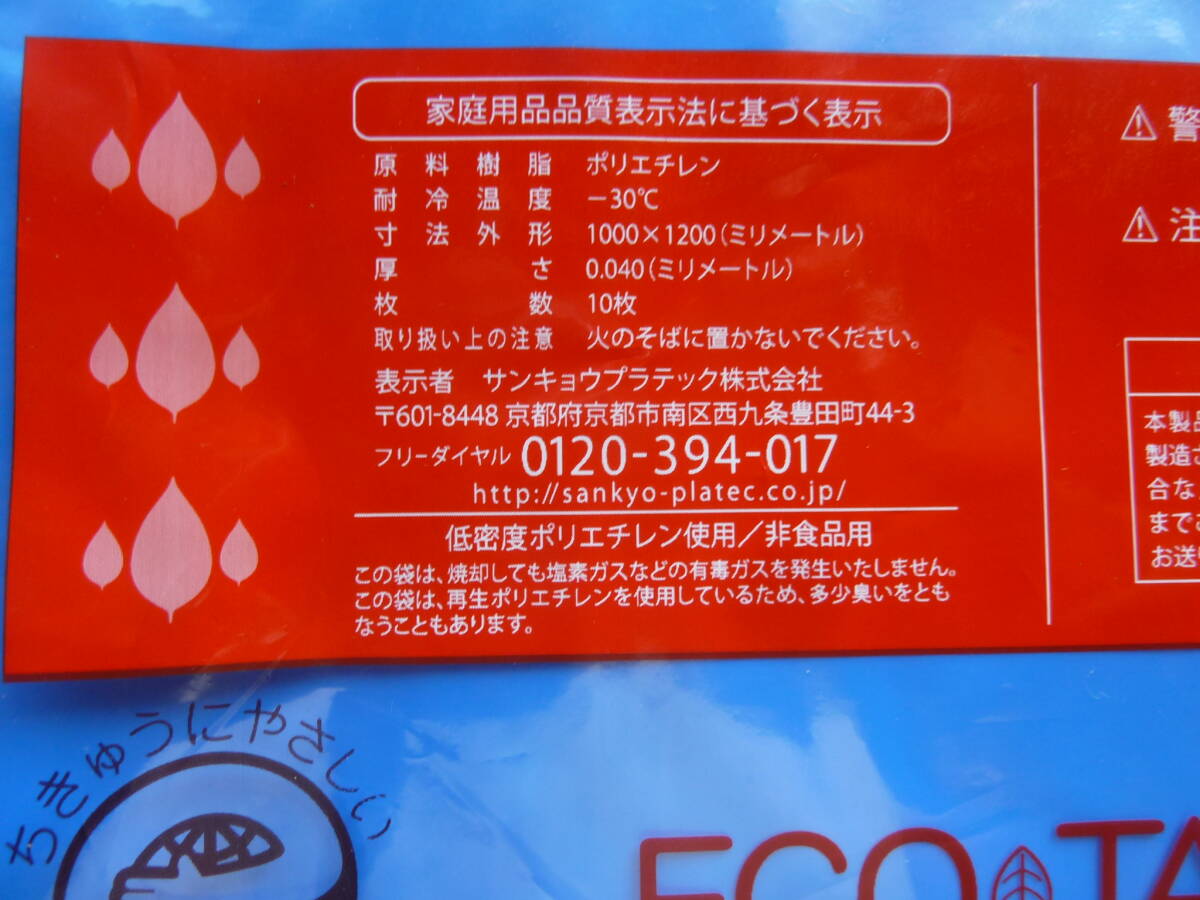 家庭用品品質表示法に基づく表示
原料樹脂 ポリエチレン
耐冷温度 −30℃
寸法外形 1000×1200(ミリメートル)
厚さ 0.040(ミリメートル)
枚数 10枚
取り扱い上の注意 火のそばに置かないでください。
表示者 サンキョウプラテック株式会社
〒601-8448 京都府京都市南区西九条豊田町44-3
フリーダイヤル 0120-394-017
http://sankyo-platec.co.jp/
低密度ポリエチレン使用/非食品用
この袋は、焼却しても塩素ガスなどの有毒ガスを発生いたしません。
この袋は、再生ポリエチレンを使用しているため、多少臭いをとも
なうこともあります。
⚠ 警
⚠ 注
本製品
製造さ
合な
まで
お送
ちきゅうにやさしい
ECO TA